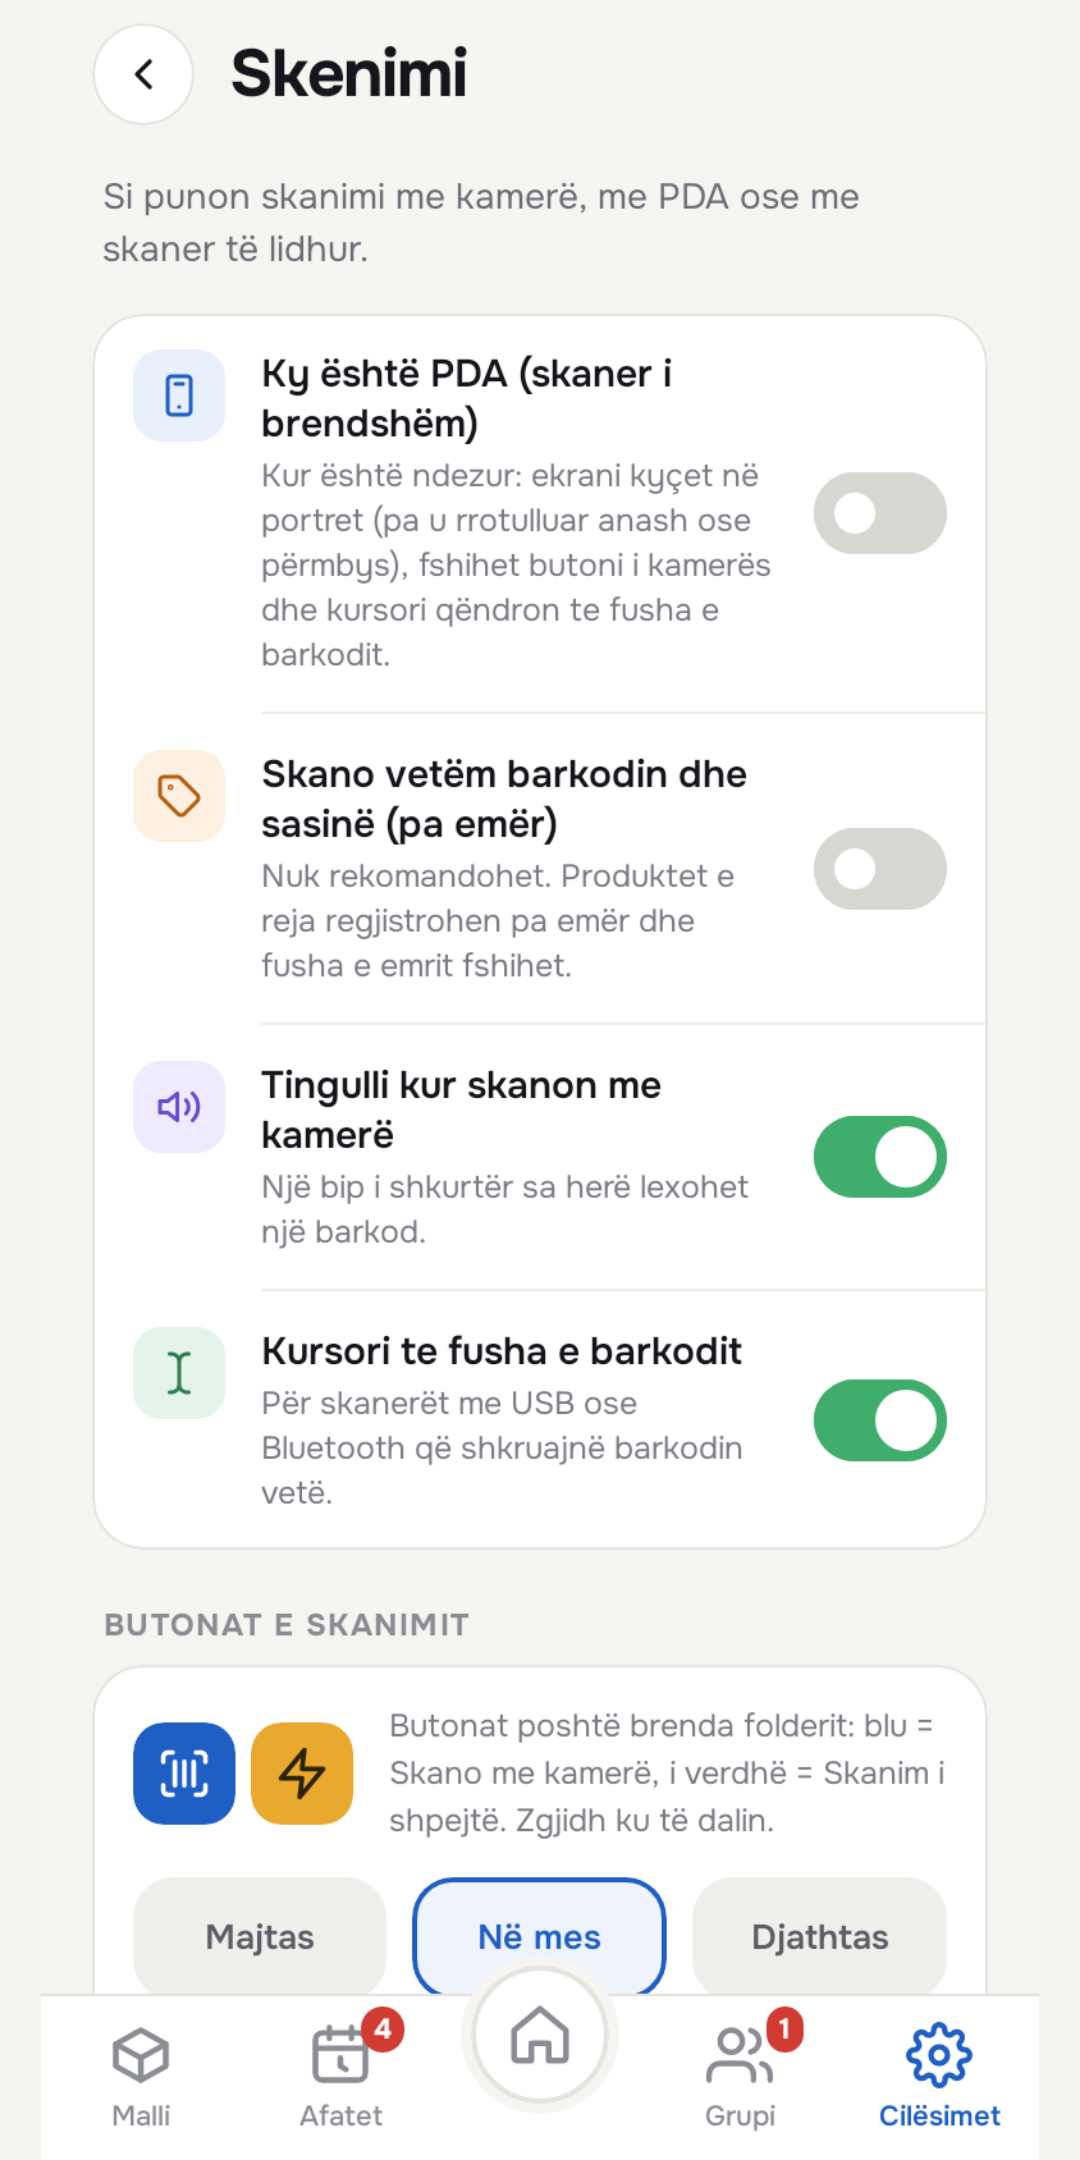 Skenimi
Si punon skanimi me kamerë, me PDA ose me
skaner të lidhur.
Ky është PDA (skaner i
brendshëm)
Kur është ndezur: ekrani kyçet në
portret (pa u rrotulluar anash ose
përmbys), fshihet butoni i kamerës
dhe kursori qëndron te fusha e
barkodit.
Skano vetëm barkodin dhe
sasinë (pa emër)
Nuk rekomandohet. Produktet e
reja regjistrohen pa emër dhe
fusha e emrit fshihet.
Tingulli kur skanon me
kamerë
Një bip i shkurtër sa herë lexohet
një barkod.
Kursori te fusha e barkodit
Për skanerët me USB ose
Bluetooth që shkruajnë barkodin
vetë.
BUTONAT E SKANIMIT
Butonat poshtë brenda folderit: blu =
Skano me kamerë, i verdhë = Skanim i
shpejtë. Zgjidh ku të dalin.
Majtas
Në mes
Djathtas
4
1
Malli
Afatet
Grupi
Cilësimet